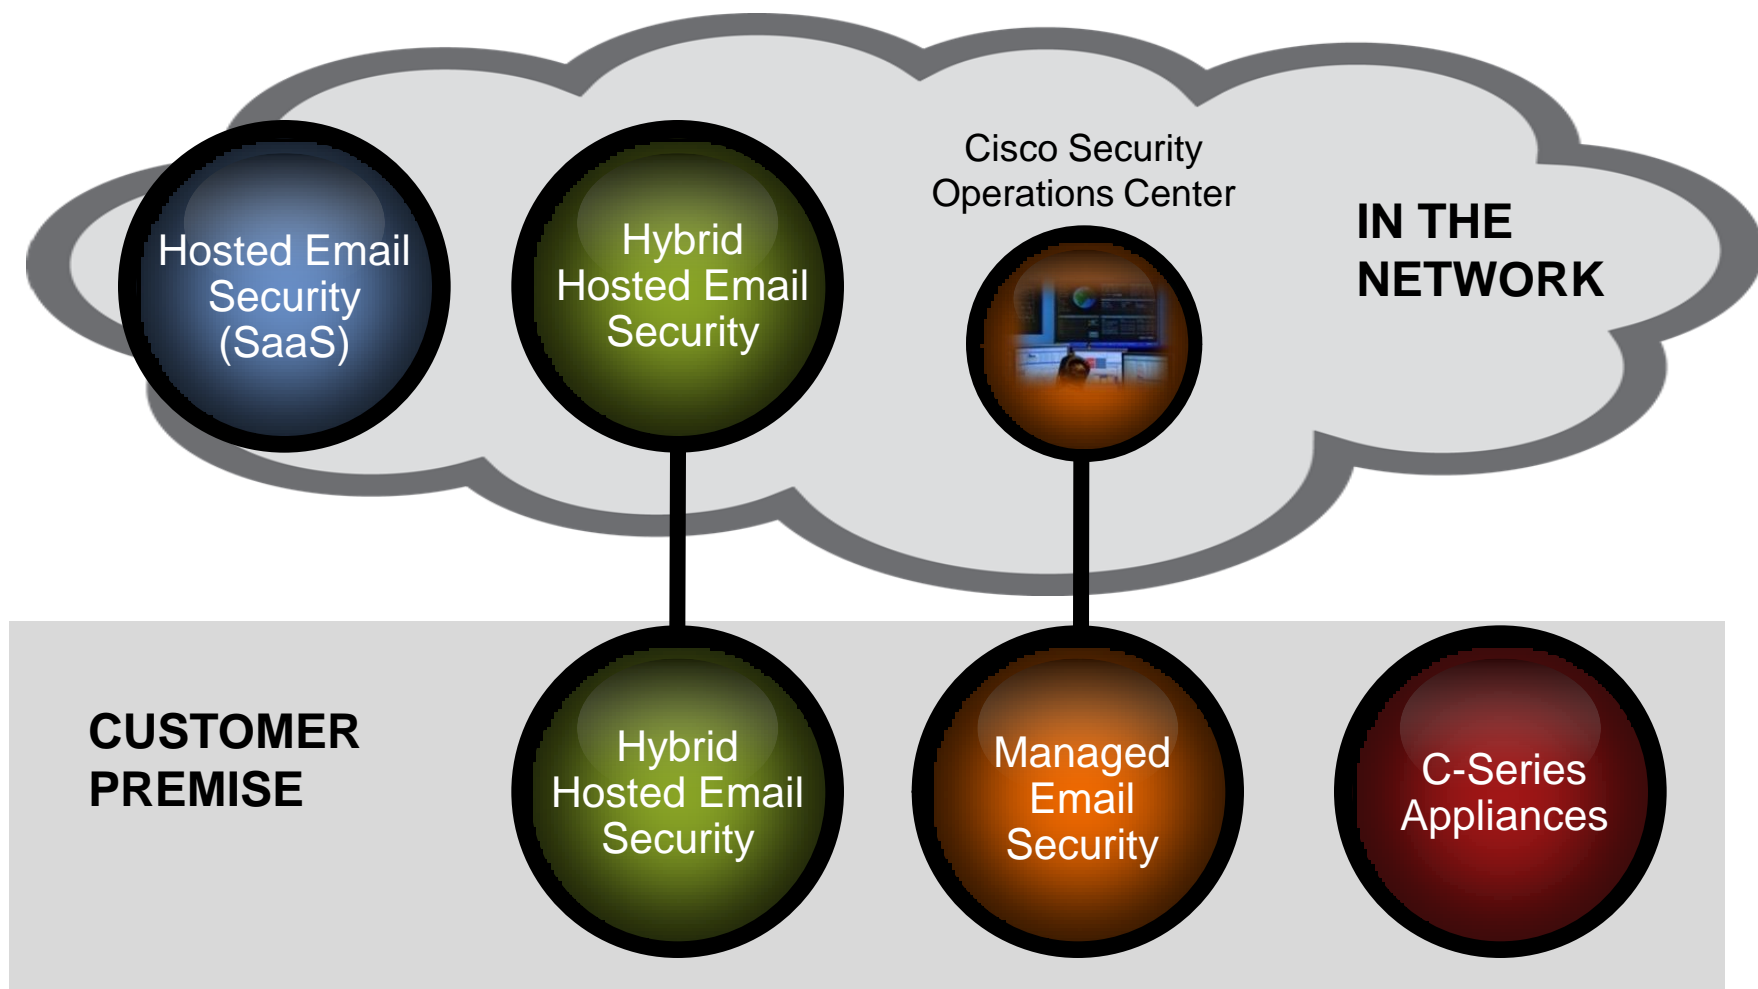 Cisco Security
Operations Center
IN THE
NETWORK
Hosted Email
Security
(SaaS)
Hybrid
Hosted Email
Security
CUSTOMER
PREMISE
Hybrid
Hosted Email
Security
Managed
Email
Security
C-Series
Appliances